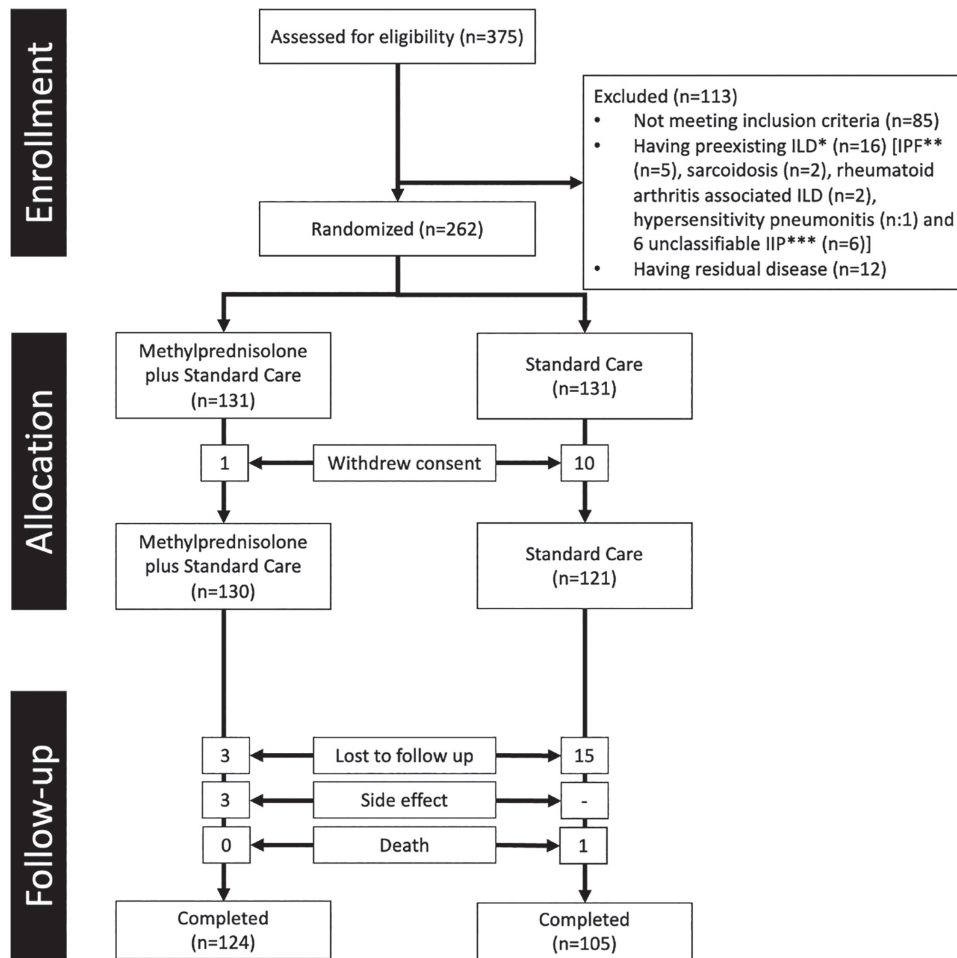 Enrollment
Assessed for eligibility (n=375)
Excluded (n=113)
• Not meeting inclusion criteria (n=85)
• Having preexisting ILD* (n=16) [IPF**
(n=5), sarcoidosis (n=2), rheumatoid
arthritis associated ILD (n=2),
hypersensitivity pneumonitis (n:1) and
6 unclassifiable IIP*** (n=6)]
• Having residual disease (n=12)
Randomized (n=262)
Allocation
Methylprednisolone
plus Standard Care
(n=131)
Standard Care
(n=131)
1
Withdrew consent
10
Methylprednisolone
plus Standard Care
(n=130)
Standard Care
(n=121)
Follow-up
3
Lost to follow up
15
3
Side effect
-
0
Death
1
Completed
(n=124)
Completed
(n=105)